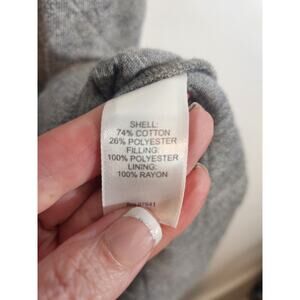 SHELL:
74% COTTON
26% POLYESTER
FILLING:
100% POLYESTER
LINING:
100% RAYON